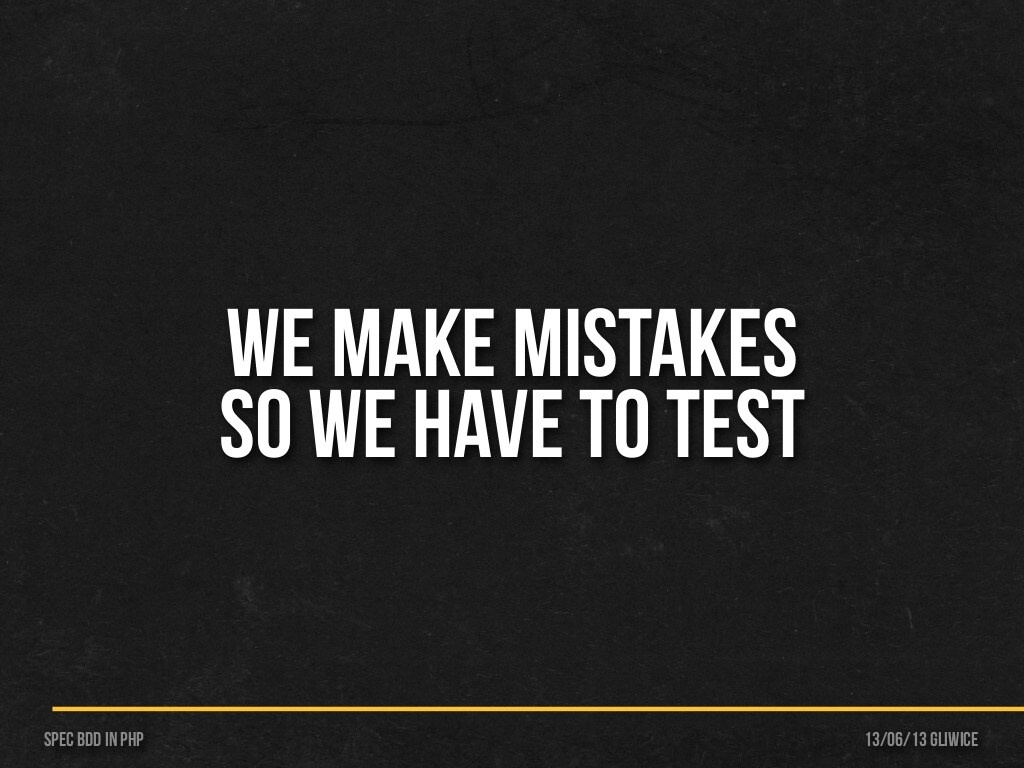 WE MAKE MISTAKES
SO WE HAVE TO TEST
SPEC BDD IN PHP
13/06/13 GLIWICE